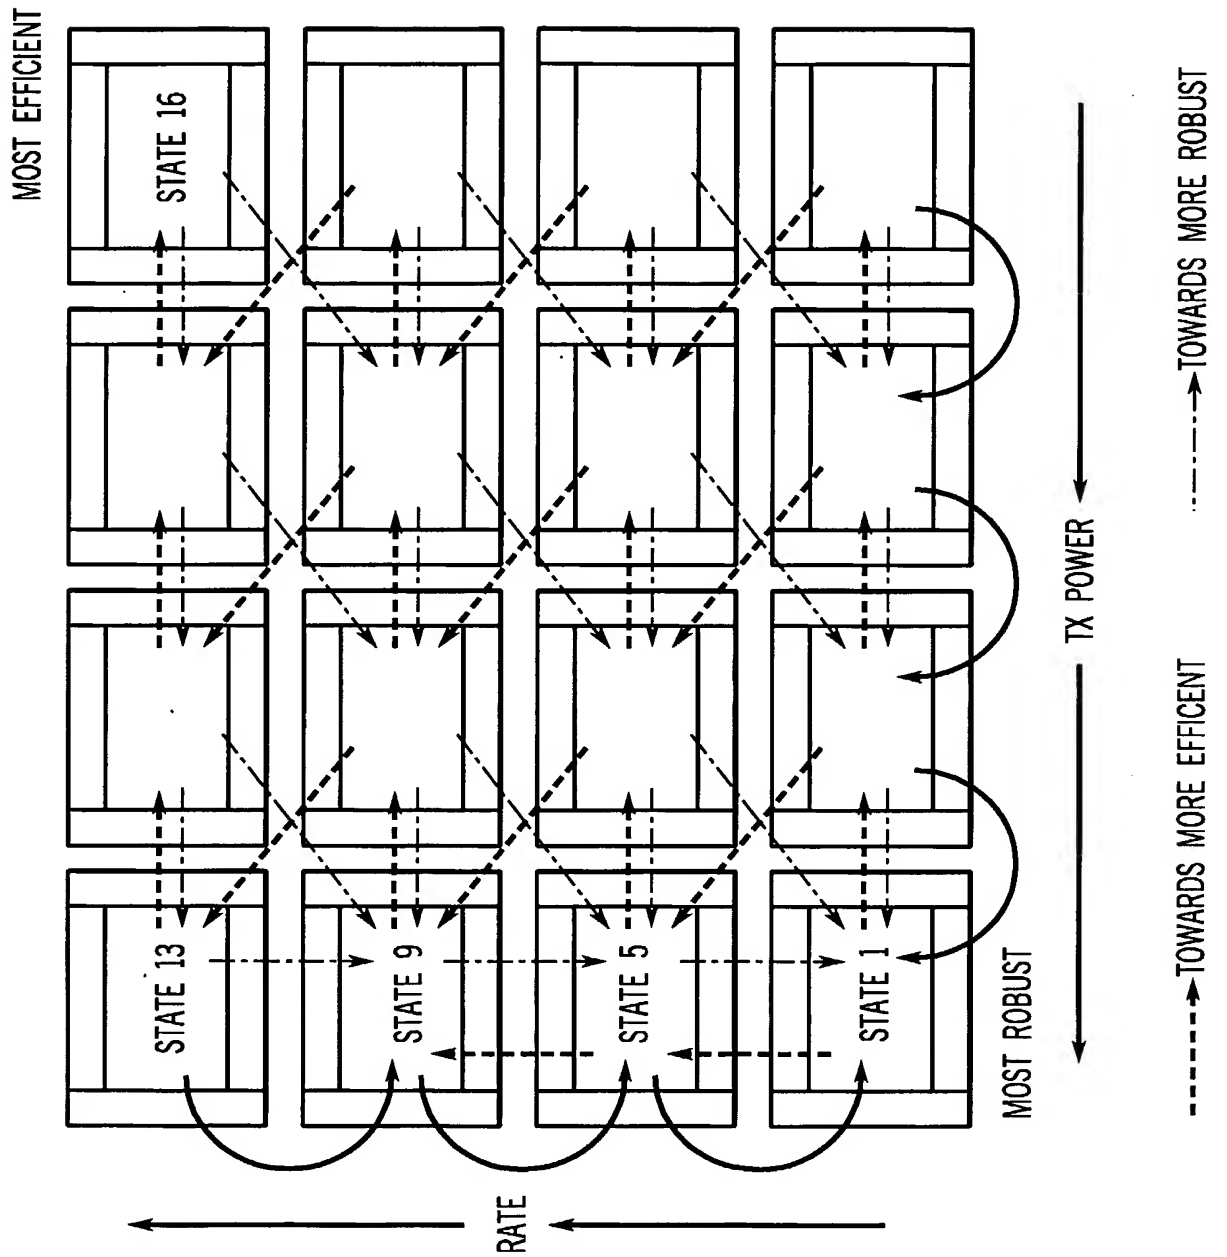 MOST EFFICIENT
STATE 16
STATE 13
STATE 9
STATE 5
STATE 1
MOST ROBUST
RATE
TX POWER
TOWARDS MORE EFFICENT
TOWARDS MORE ROBUST